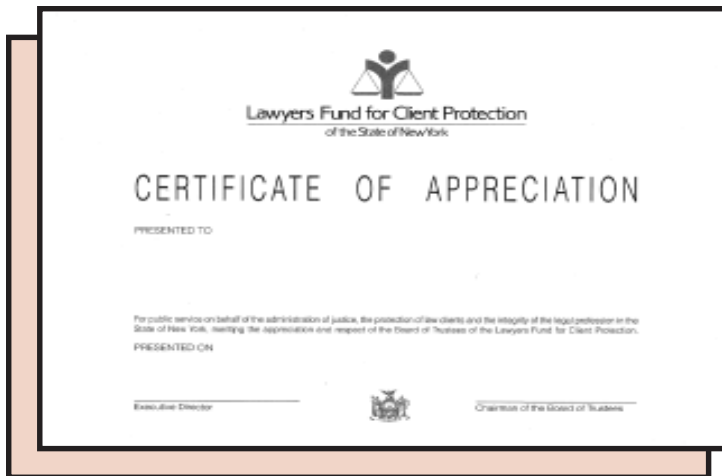 Lawyers Fund for Client Protection
of the State of New York
CERTIFICATE OF APPRECIATION
PRESENTED TO
For public service on behalf of the administration of justice, the protection of law clients and the integrity of the legal profession in the
State of New York, meriting the appreciation and respect of the Board of Trustees of the Lawyers Fund for Client Protection.
PRESENTED ON
Executive Director
Chairman of the Board of Trustees